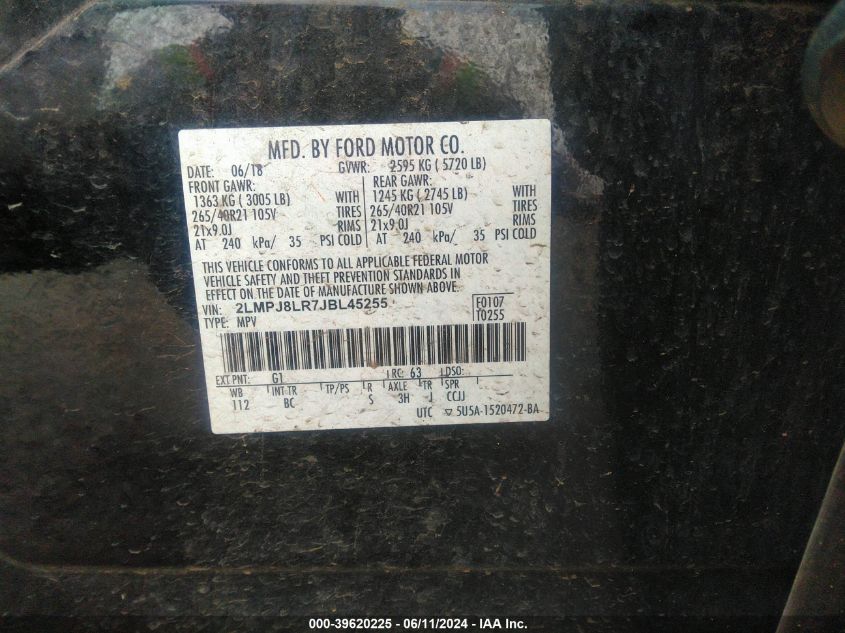 MFD. BY FORD MOTOR CO.
DATE: 06/18 GVWR: 2595 KG ( 5720 LB)
FRONT GAWR: REAR GAWR:
1363 KG ( 3005 LB) WITH 1245 KG ( 2745 LB) WITH
265/40R21 105V TIRES 265/40R21 105V TIRES
21x9.0J RIMS 21x9.0J RIMS
AT 240 kPa/ 35 PSI COLD AT 240 kPa/ 35 PSI COLD
THIS VEHICLE CONFORMS TO ALL APPLICABLE FEDERAL MOTOR
VEHICLE SAFETY AND THEFT PREVENTION STANDARDS IN
EFFECT ON THE DATE OF MANUFACTURE SHOWN ABOVE.
VIN: 2LMPJ8LR7JBL45255 F0107
TYPE: MPV T0255
EXT PNT: G1 RC: 63 DSO:
WB INT TR TP/PS R AXLE TR SPR
112 BC S 3H J CCJJ
UTC ▽ 5U5A-1520472-BA
000-39620225 - 06/11/2024 - IAA Inc.